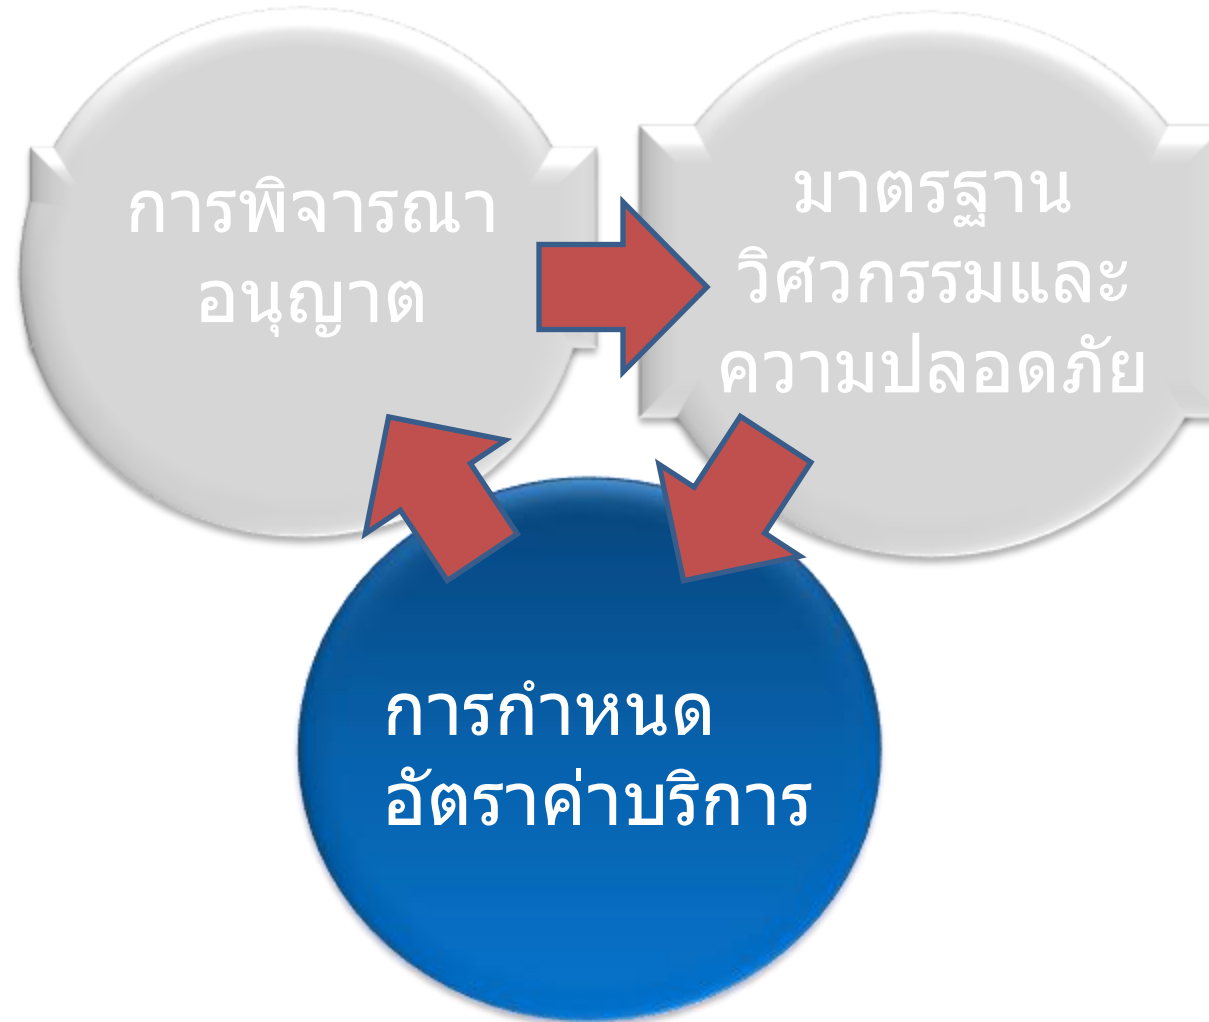 การพิจารณา
อนุญาต
มาตรฐาน
วิศวกรรมและ
ความปลอดภัย
การกำหนด
อัตราค่าบริการ